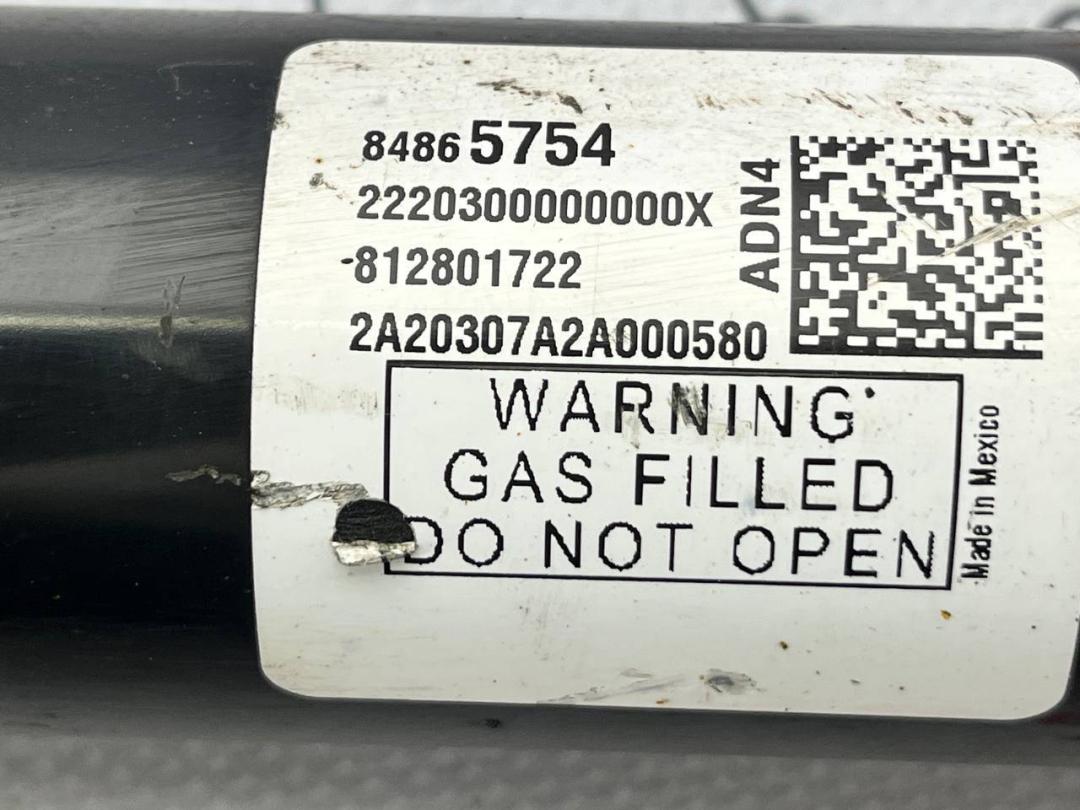 84865754
2220300000000X
-812801722
2A20307A2A000580
ADN4
WARNING
GAS FILLED
DO NOT OPEN
Made in Mexico